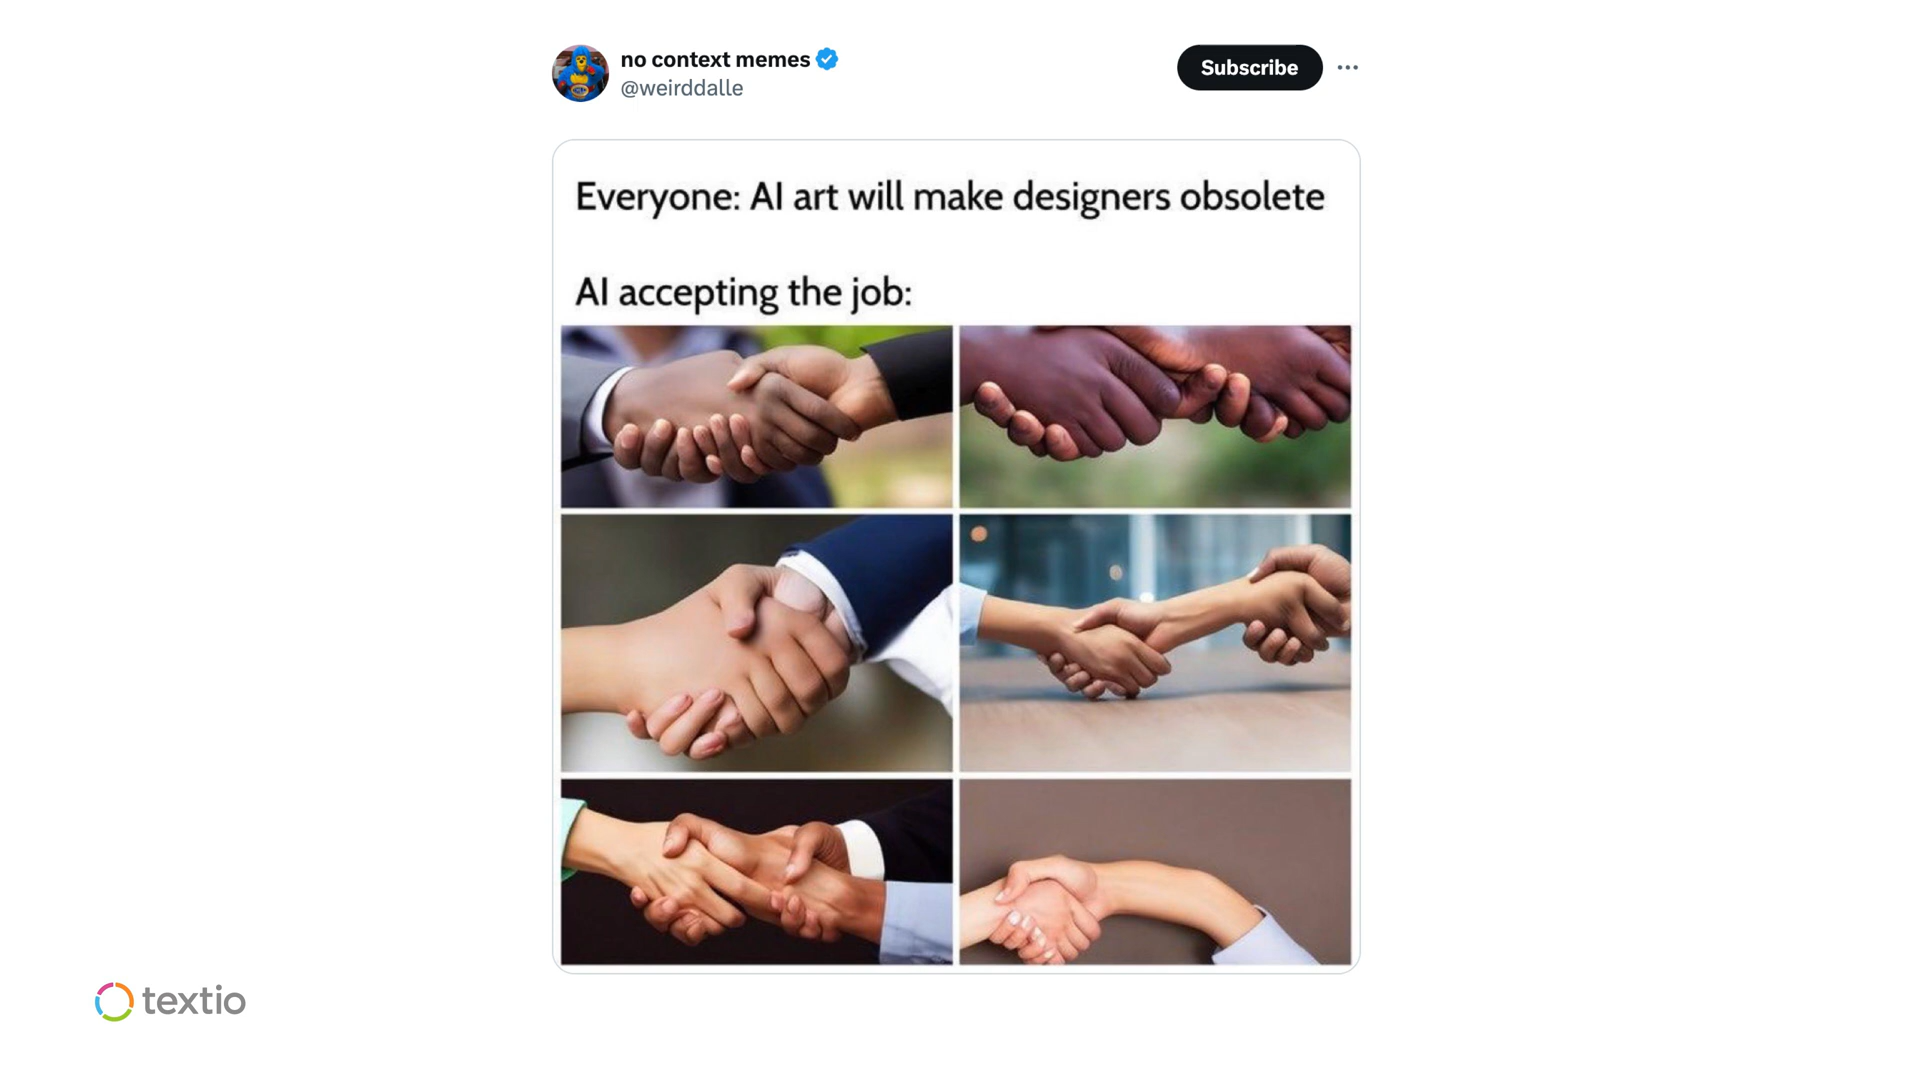 no context memes
@weirddalle
Subscribe
Everyone: AI art will make designers obsolete
AI accepting the job:
textio